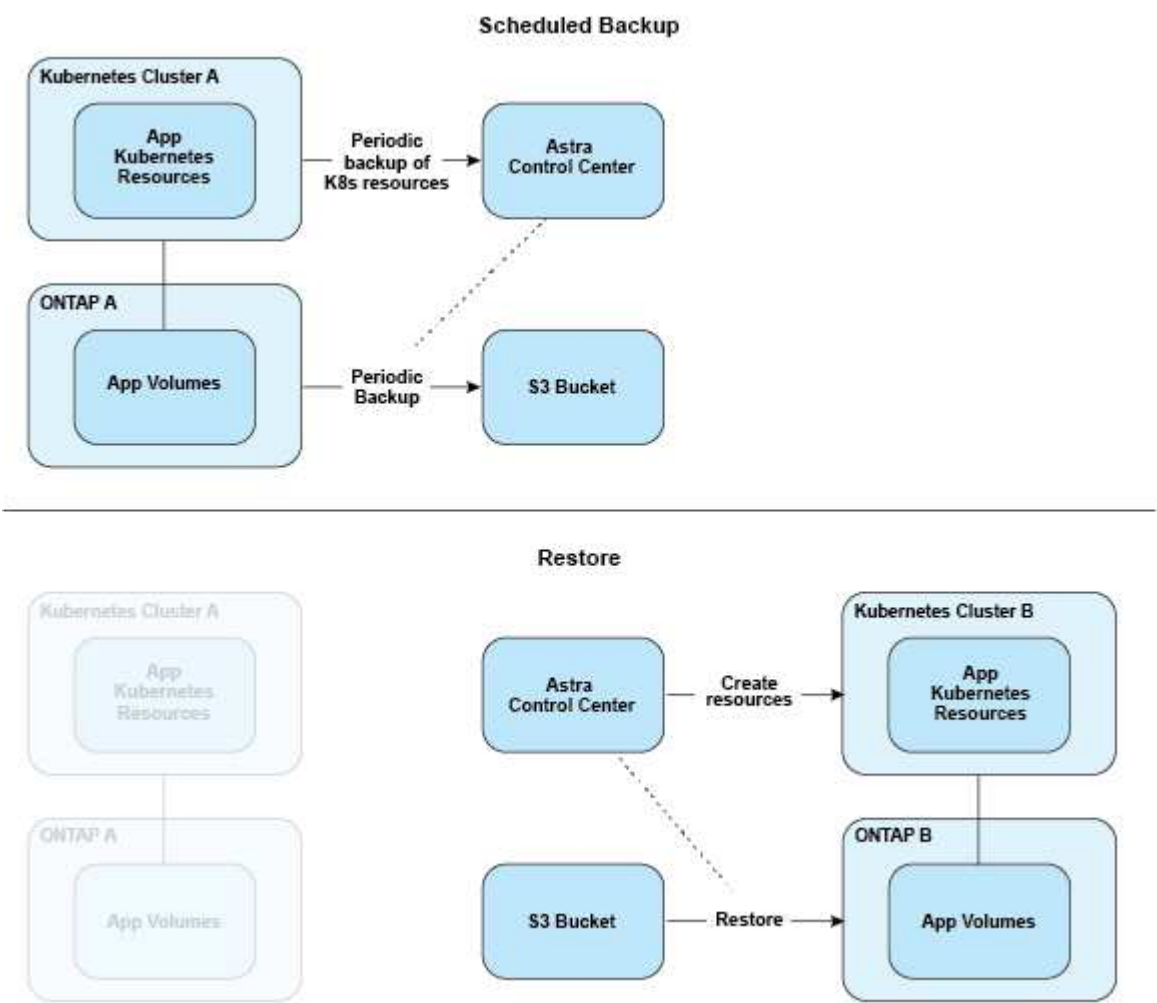 Scheduled Backup
Kubernetes Cluster A
App
Kubernetes
Resources
Periodic
backup of
K8s resources
Astra
Control Center
ONTAP A
App Volumes
Periodic
Backup
S3 Bucket
Restore
Kubernetes Cluster A
App
Kubernetes
Resources
Astra
Control Center
Create
resources
Kubernetes Cluster B
App
Kubernetes
Resources
ONTAP A
App Volumes
S3 Bucket
Restore
ONTAP B
App Volumes